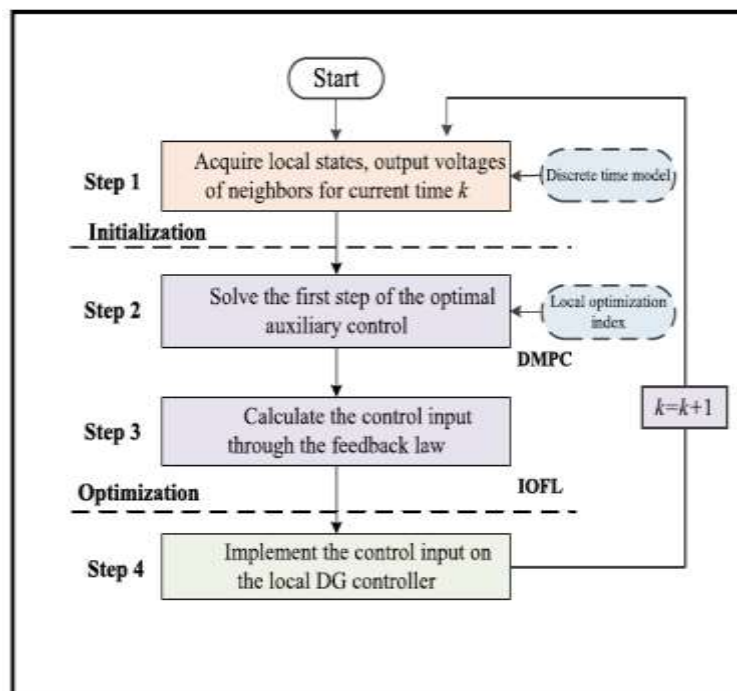 Start
Step 1
Acquire local states, output voltages
of neighbors for current time k
Discrete time model
Initialization
Step 2
Solve the first step of the optimal
auxiliary control
Local optimization
index
DMPC
k=k+1
Step 3
Calculate the control input
through the feedback law
Optimization
IOFL
Step 4
Implement the control input on
the local DG controller